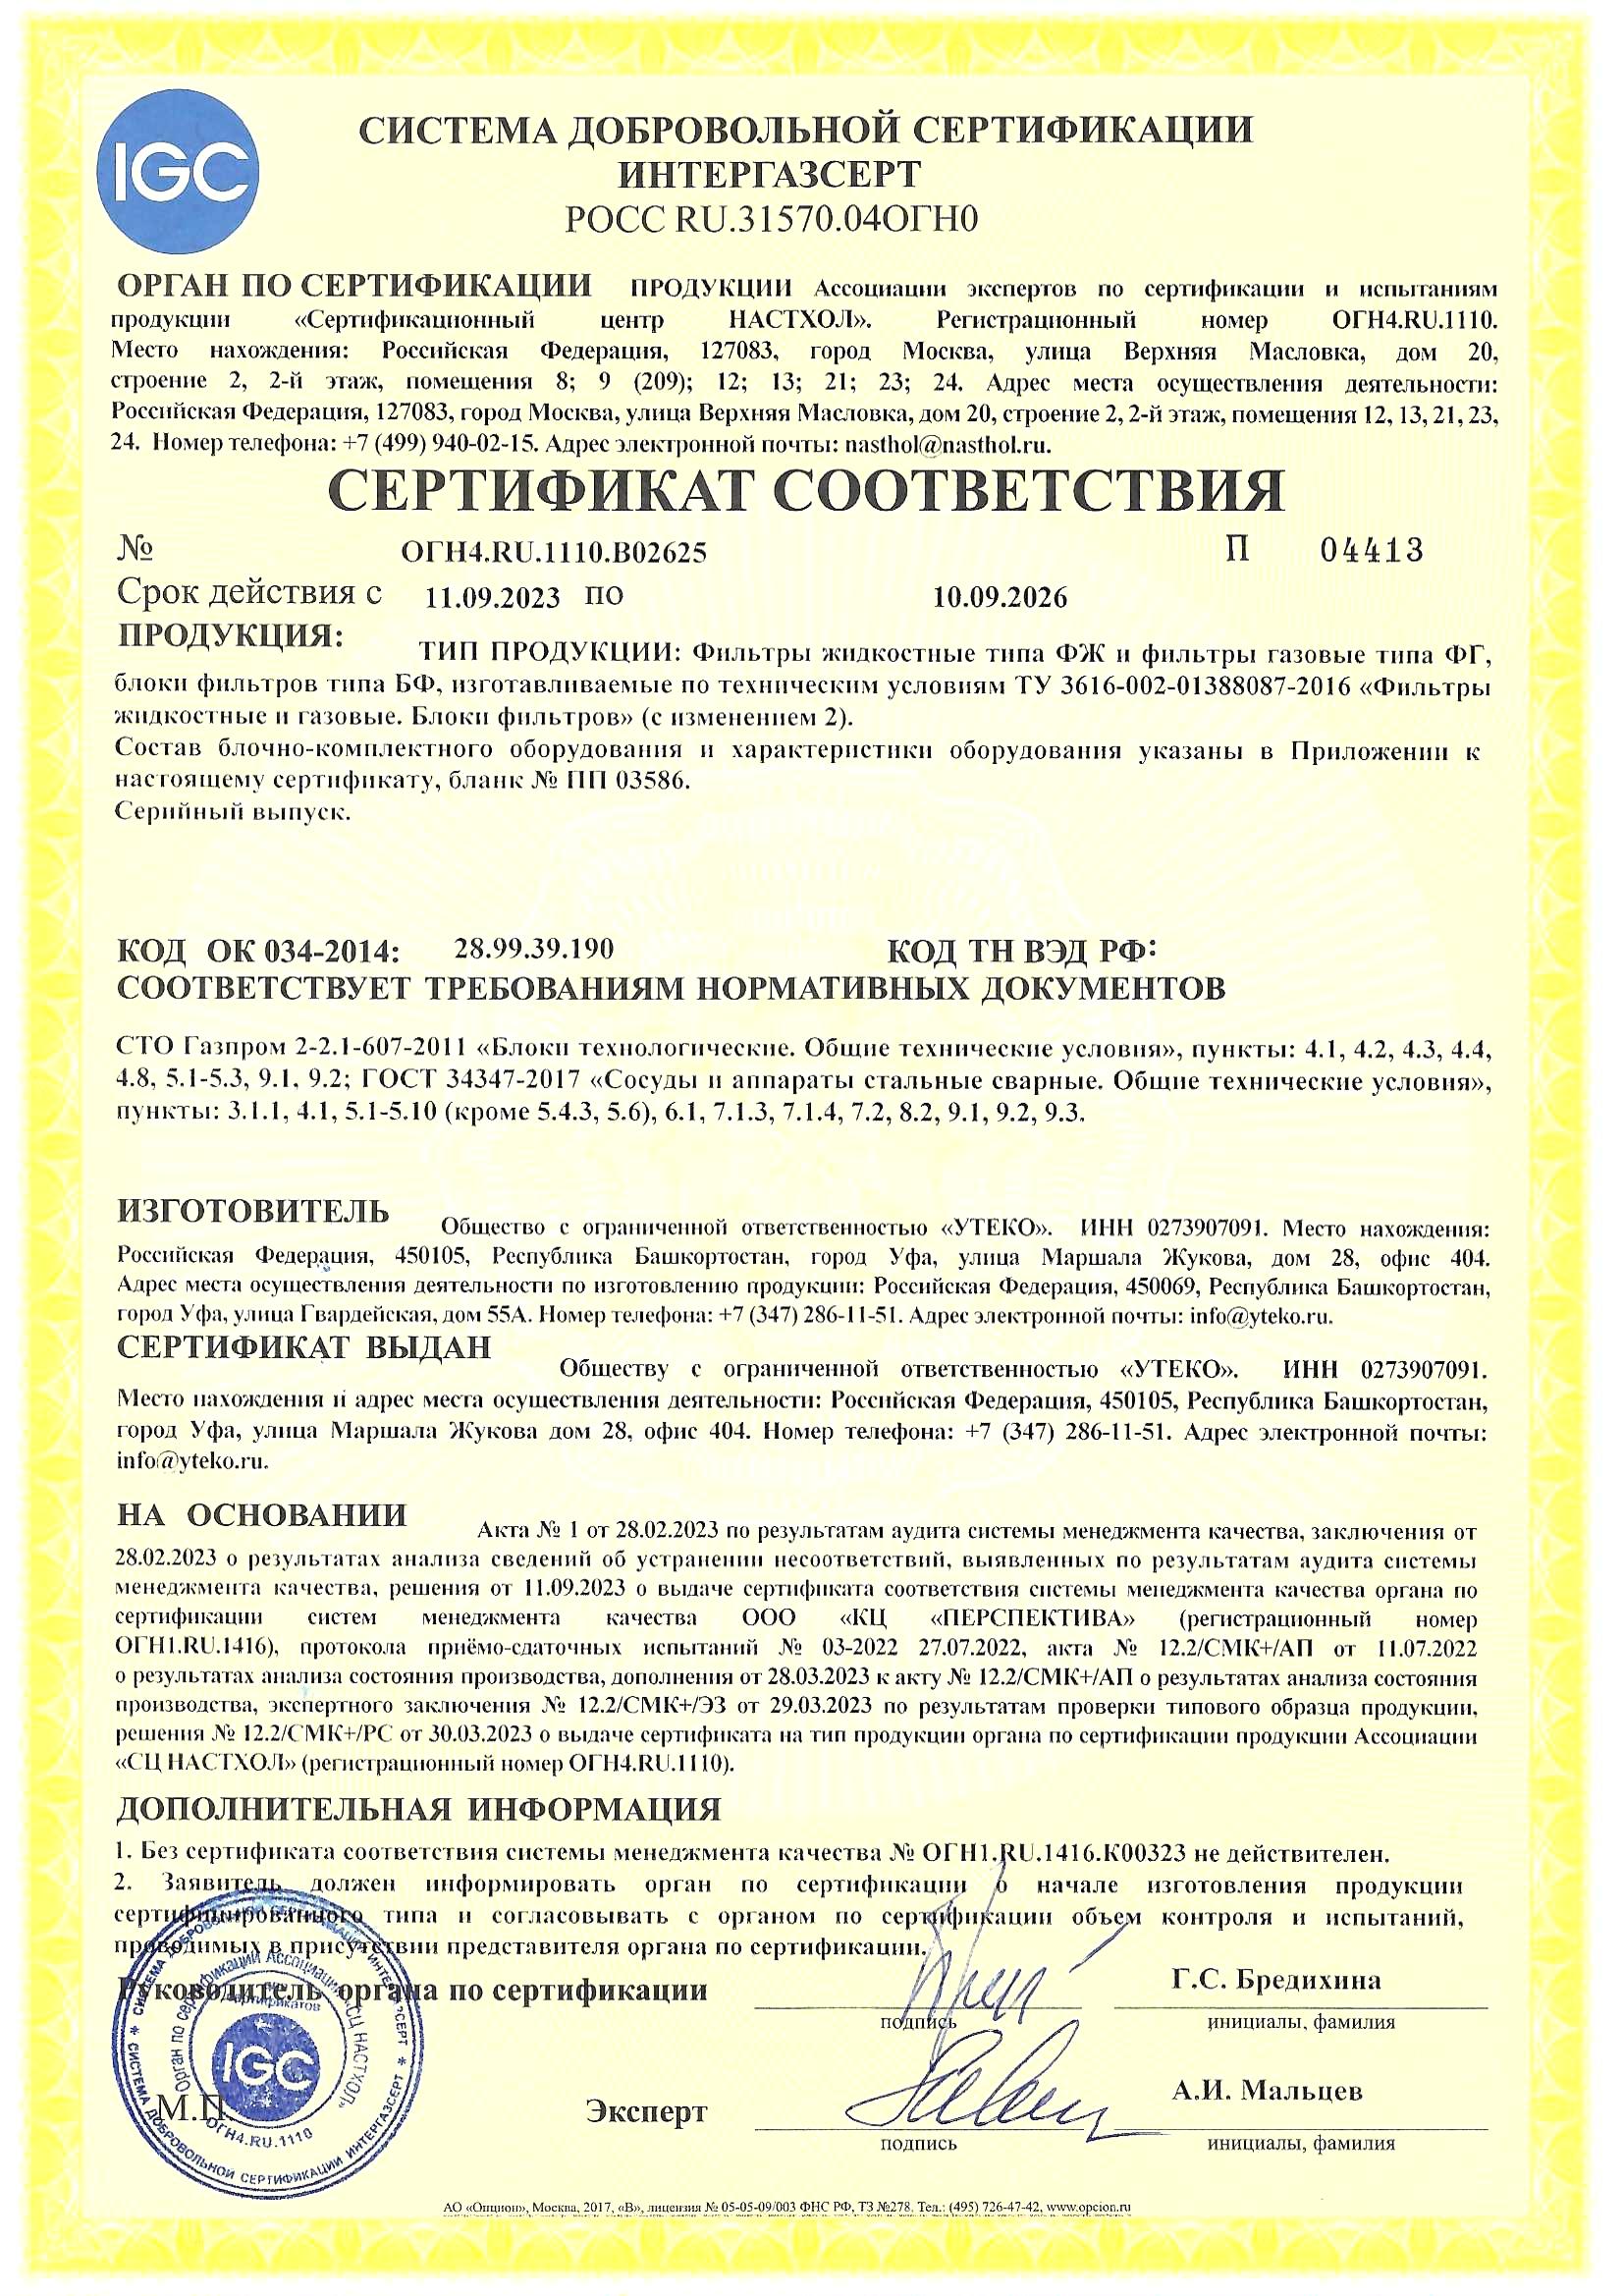 IGC
СИСТЕМА ДОБРОВОЛЬНОЙ СЕРТИФИКАЦИИ
ИНТЕРГАЗСЕРТ
РОСС RU.31570.04ОГН0
ОРГАН ПО СЕРТИФИКАЦИИ ПРОДУКЦИИ Ассоциации экспертов по сертификации и испытаниям
продукции «Сертификационный центр НАСТХОЛ». Регистрационный номер ОГН4.RU.1110.
Место нахождения: Российская Федерация, 127083, город Москва, улица Верхняя Масловка, дом 20,
строение 2, 2-й этаж, помещения 8; 9 (209); 12; 13; 21; 23; 24. Адрес места осуществления деятельности:
Российская Федерация, 127083, город Москва, улица Верхняя Масловка, дом 20, строение 2, 2-й этаж, помещения 12, 13, 21, 23,
24. Номер телефона: +7 (499) 940-02-15. Адрес электронной почты: nasthol@nasthol.ru.
СЕРТИФИКАТ СООТВЕТСТВИЯ
№ ОГН4.RU.1110.В02625 П 04413
Срок действия с 11.09.2023 по 10.09.2026
ПРОДУКЦИЯ: ТИП ПРОДУКЦИИ: Фильтры жидкостные типа ФЖ и фильтры газовые типа ФГ,
блоки фильтров типа БФ, изготавливаемые по техническим условиям ТУ 3616-002-01388087-2016 «Фильтры
жидкостные и газовые. Блоки фильтров» (с изменением 2).
Состав блочно-комплектного оборудования и характеристики оборудования указаны в Приложении к
настоящему сертификату, бланк № ПП 03586.
Серийный выпуск.
КОД ОК 034-2014: 28.99.39.190 КОД ТН ВЭД РФ:
СООТВЕТСТВУЕТ ТРЕБОВАНИЯМ НОРМАТИВНЫХ ДОКУМЕНТОВ
СТО Газпром 2-2.1-607-2011 «Блоки технологические. Общие технические условия», пункты: 4.1, 4.2, 4.3, 4.4,
4.8, 5.1-5.3, 9.1, 9.2; ГОСТ 34347-2017 «Сосуды и аппараты стальные сварные. Общие технические условия»,
пункты: 3.1.1, 4.1, 5.1-5.10 (кроме 5.4.3, 5.6), 6.1, 7.1.3, 7.1.4, 7.2, 8.2, 9.1, 9.2, 9.3.
ИЗГОТОВИТЕЛЬ Общество с ограниченной ответственностью «УТЕКО». ИНН 0273907091. Место нахождения:
Российская Федерация, 450105, Республика Башкортостан, город Уфа, улица Маршала Жукова, дом 28, офис 404.
Адрес места осуществления деятельности по изготовлению продукции: Российская Федерация, 450069, Республика Башкортостан,
город Уфа, улица Гвардейская, дом 55А. Номер телефона: +7 (347) 286-11-51. Адрес электронной почты: info@yteko.ru.
СЕРТИФИКАТ ВЫДАН Обществу с ограниченной ответственностью «УТЕКО». ИНН 0273907091.
Место нахождения и адрес места осуществления деятельности: Российская Федерация, 450105, Республика Башкортостан,
город Уфа, улица Маршала Жукова дом 28, офис 404. Номер телефона: +7 (347) 286-11-51. Адрес электронной почты:
info@yteko.ru.
НА ОСНОВАНИИ Акта № 1 от 28.02.2023 по результатам аудита системы менеджмента качества, заключения от
28.02.2023 о результатах анализа сведений об устранении несоответствий, выявленных по результатам аудита системы
менеджмента качества, решения от 11.09.2023 о выдаче сертификата соответствия системы менеджмента качества органа по
сертификации систем менеджмента качества ООО «КЦ «ПЕРСПЕКТИВА» (регистрационный номер
ОГН1.RU.1416), протокола приёмо-сдаточных испытаний № 03-2022 27.07.2022, акта № 12.2/СМК+/АП от 11.07.2022
о результатах анализа состояния производства, дополнения от 28.03.2023 к акту № 12.2/СМК+/АП о результатах анализа состояния
производства, экспертного заключения № 12.2/СМК+/ЭЗ от 29.03.2023 по результатам проверки типового образца продукции,
решения № 12.2/СМК+/РС от 30.03.2023 о выдаче сертификата на тип продукции органа по сертификации продукции Ассоциации
«СЦ НАСТХОЛ» (регистрационный номер ОГН4.RU.1110).
ДОПОЛНИТЕЛЬНАЯ ИНФОРМАЦИЯ
1. Без сертификата соответствия системы менеджмента качества № ОГН1.RU.1416.К00323 не действителен.
2. Заявитель должен информировать орган по сертификации о начале изготовления продукции
сертифицированного типа и согласовывать с органом по сертификации объем контроля и испытаний,
проводимых в присутствии представителя органа по сертификации.
Руководитель органа по сертификации Г.С. Бредихина
подпись инициалы, фамилия
М.П. Эксперт А.И. Мальцев
подпись инициалы, фамилия
СИСТЕМА ДОБРОВОЛЬНОЙ СЕРТИФИКАЦИИ ИНТЕРГАЗСЕРТ * СИСТЕМА ДОБРОВОЛЬНОЙ СЕРТИФИКАЦИИ ИНТЕРГАЗСЕРТ *
Орган по сертификации Ассоциации «СЦ НАСТХОЛ»
сертификатов
IGC
ОГН4.RU.1110
АО «Опцион», Москва, 2017, «В», лицензия № 05-05-09/003 ФНС РФ, ТЗ №278. Тел.: (495) 726-47-42, www.opcion.ru